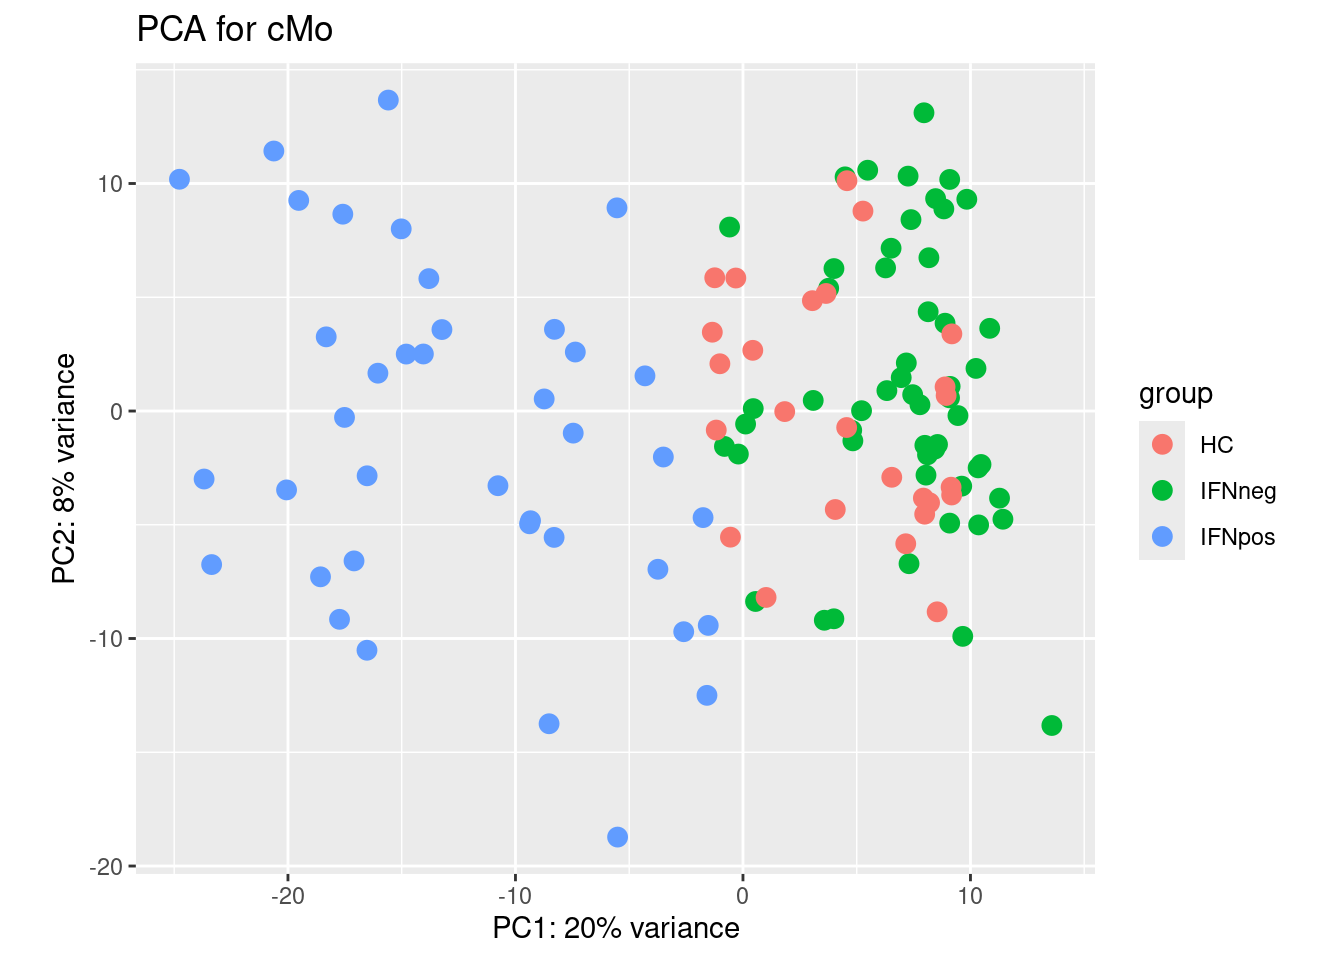 PCA for cMo
PC2: 8% variance
10
0
-10
-20
-20
-10
0
10
PC1: 20% variance
group
HC
IFNneg
IFNpos